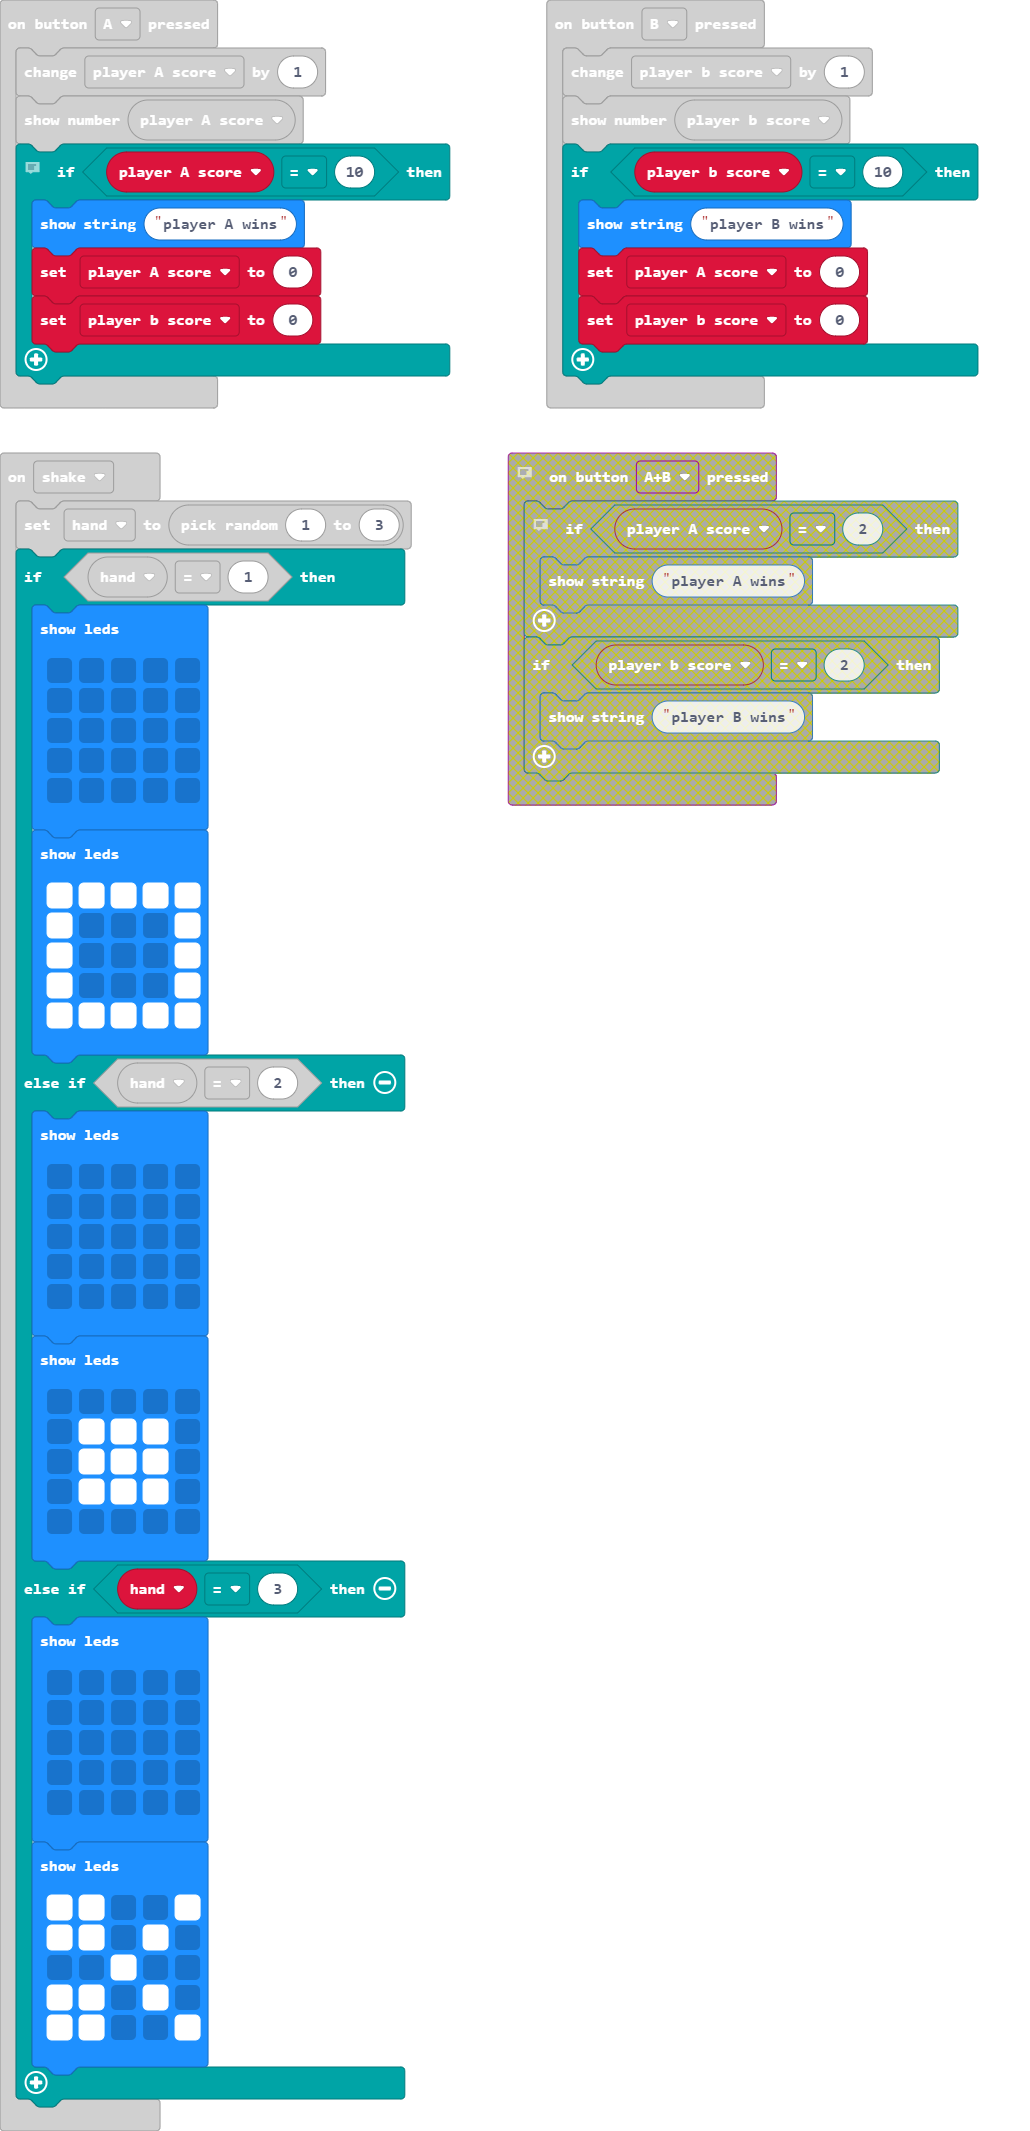 on button A pressed
change player A score by 1
show number player A score
if player A score = 10 then
show string "player A wins"
set player A score to 0
set player b score to 0
on button B pressed
change player b score by 1
show number player b score
if player b score = 10 then
show string "player B wins"
set player A score to 0
set player b score to 0
on shake
set hand to pick random 1 to 3
if hand = 1 then
show leds
show leds
else if hand = 2 then
show leds
show leds
else if hand = 3 then
show leds
show leds
on button A+B pressed
if player A score = 2 then
show string "player A wins"
if player b score = 2 then
show string "player B wins"